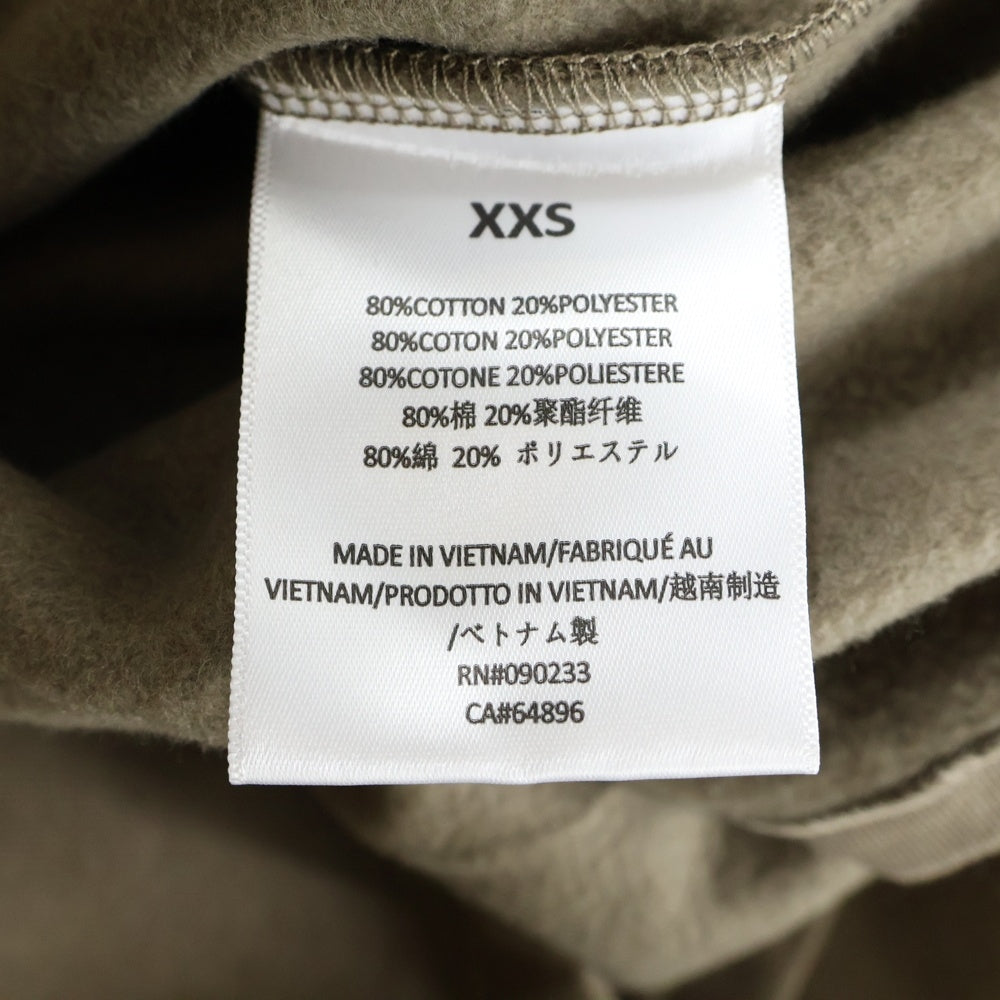 XXS
80%COTTON 20%POLYESTER
80%COTON 20%POLYESTER
80%COTONE 20%POLIESTERE
80%棉 20%聚酯纤维
80%綿 20% ポリエステル
MADE IN VIETNAM/FABRIQUÉ AU
VIETNAM/PRODOTTO IN VIETNAM/越南制造
/ベトナム製
RN#090233
CA#64896